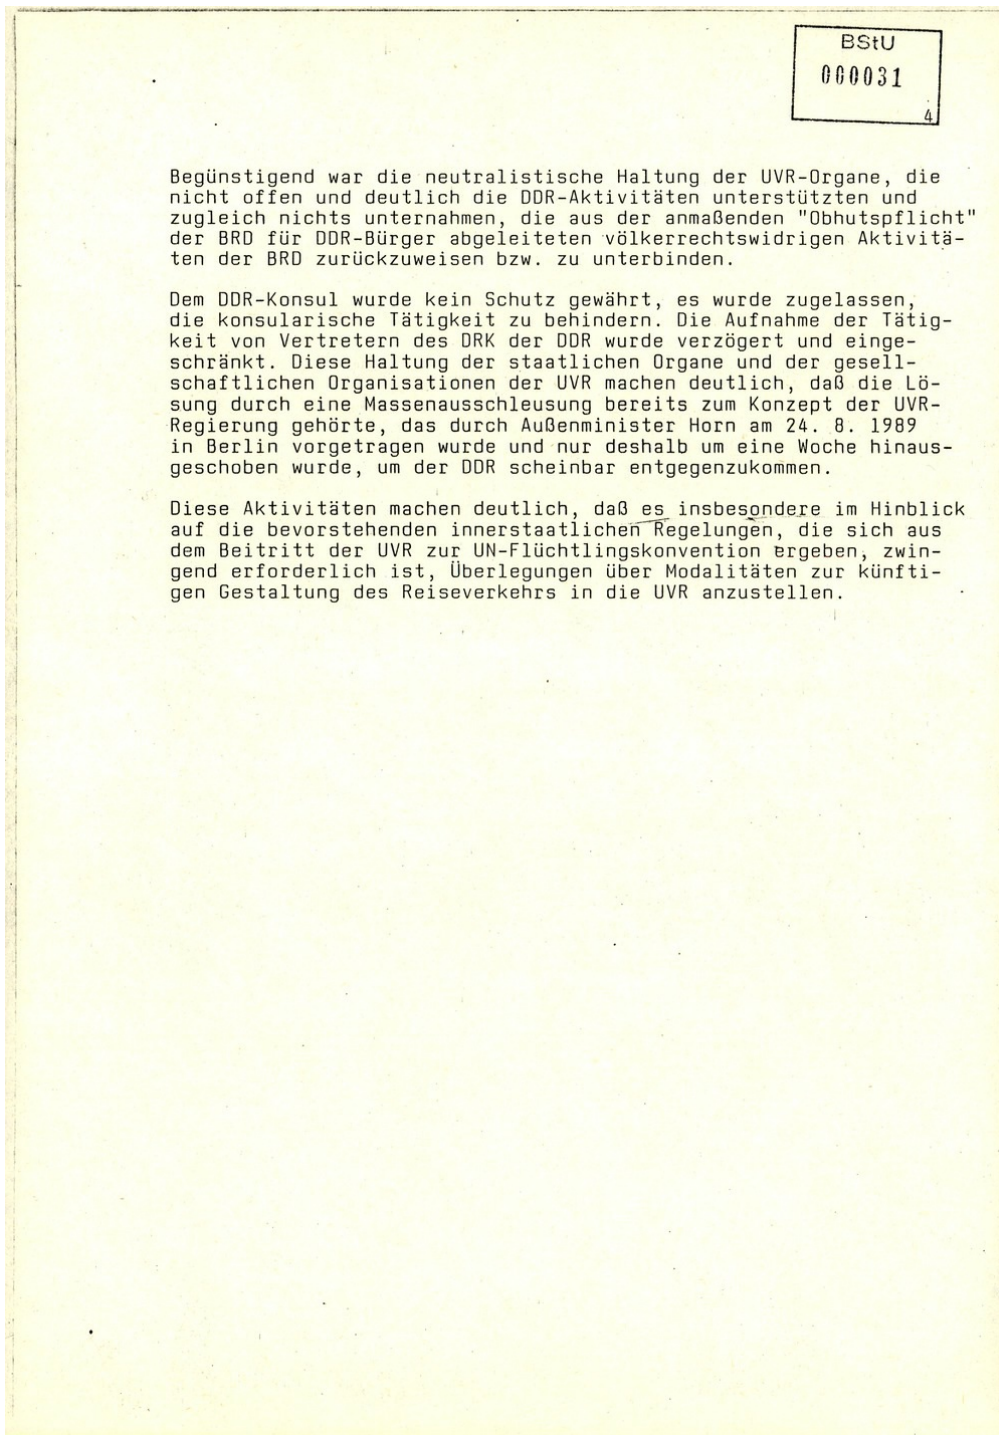 BStU
000031
4
Begünstigend war die neutralistische Haltung der UVR-Organe, die
nicht offen und deutlich die DDR-Aktivitäten unterstützten und
zugleich nichts unternahmen, die aus der anmaßenden "Obhutspflicht"
der BRD für DDR-Bürger abgeleiteten völkerrechtswidrigen Aktivitä-
ten der BRD zurückzuweisen bzw. zu unterbinden.
Dem DDR-Konsul wurde kein Schutz gewährt, es wurde zugelassen,
die konsularische Tätigkeit zu behindern. Die Aufnahme der Tätig-
keit von Vertretern des DRK der DDR wurde verzögert und einge-
schränkt. Diese Haltung der staatlichen Organe und der gesell-
schaftlichen Organisationen der UVR machen deutlich, daß die Lö-
sung durch eine Massenausschleusung bereits zum Konzept der UVR-
Regierung gehörte, das durch Außenminister Horn am 24. 8. 1989
in Berlin vorgetragen wurde und nur deshalb um eine Woche hinaus-
geschoben wurde, um der DDR scheinbar entgegenzukommen.
Diese Aktivitäten machen deutlich, daß es insbesondere im Hinblick
auf die bevorstehenden innerstaatlichen Regelungen, die sich aus
dem Beitritt der UVR zur UN-Flüchtlingskonvention ergeben, zwin-
gend erforderlich ist, Überlegungen über Modalitäten zur künfti-
gen Gestaltung des Reiseverkehrs in die UVR anzustellen.